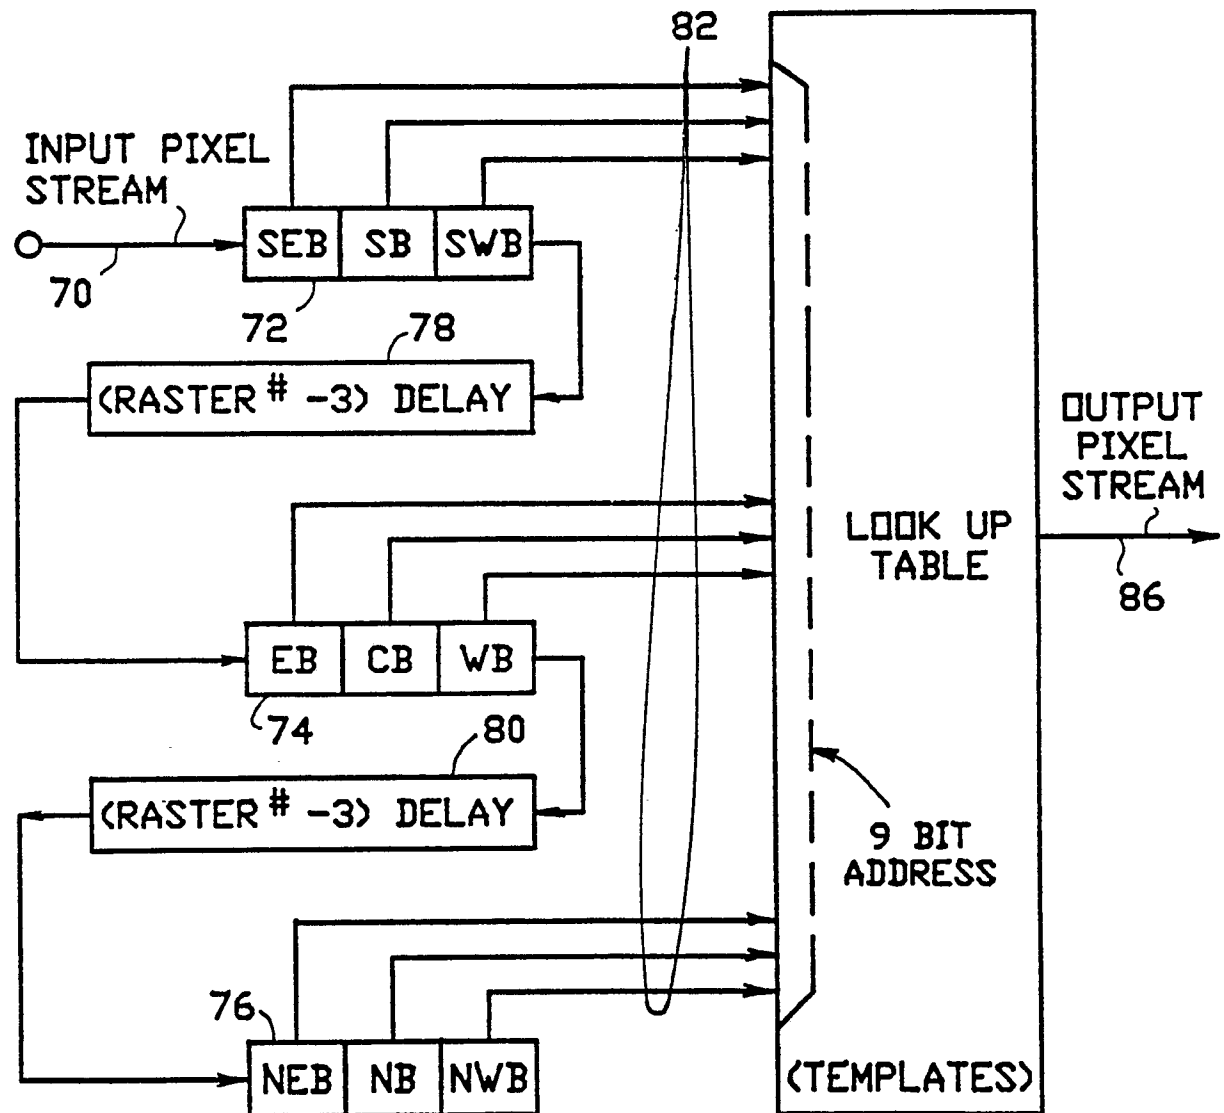 82
INPUT PIXEL
STREAM
70
SEB SB SWB
72
78
(RASTER # -3) DELAY
OUTPUT
PIXEL
STREAM
86
LOOK UP
TABLE
EB CB WB
74
80
(RASTER # -3) DELAY
9 BIT
ADDRESS
76
NEB NB NWB
(TEMPLATES)